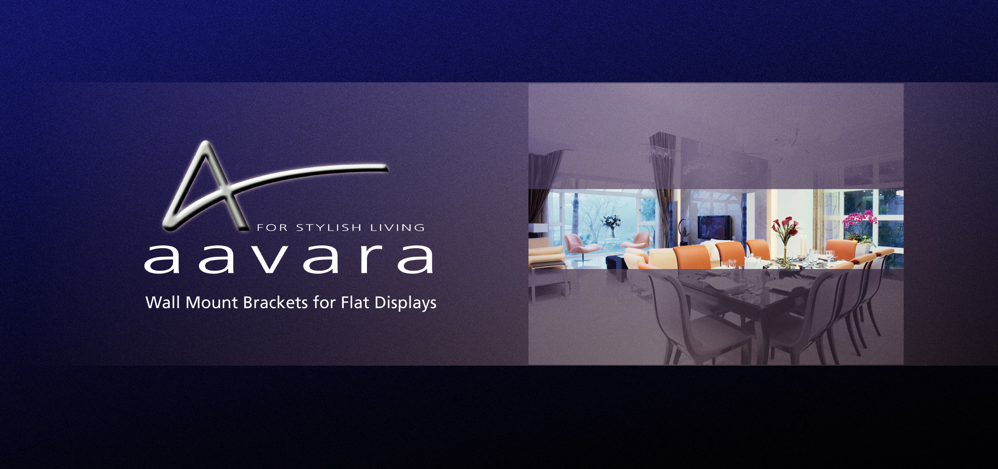 FOR STYLISH LIVING
aavara
Wall Mount Brackets for Flat Displays